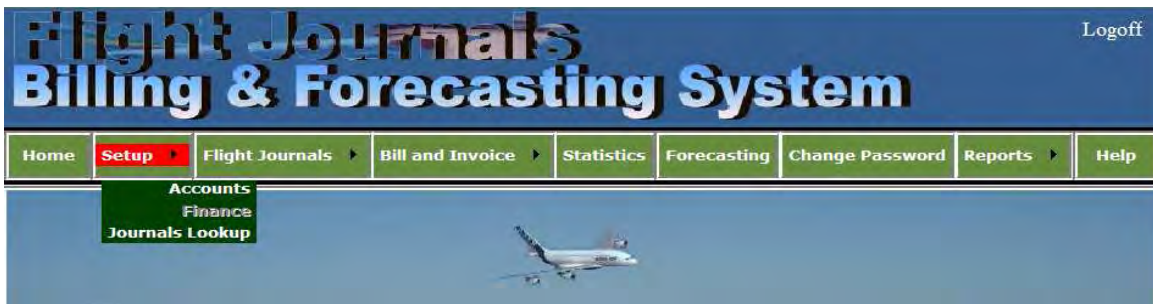 Flight Journals
Logoff
Billing & Forecasting System
Home Setup Flight Journals Bill and Invoice Statistics Forecasting Change Password Reports Help
Accounts
Finance
Journals Lookup